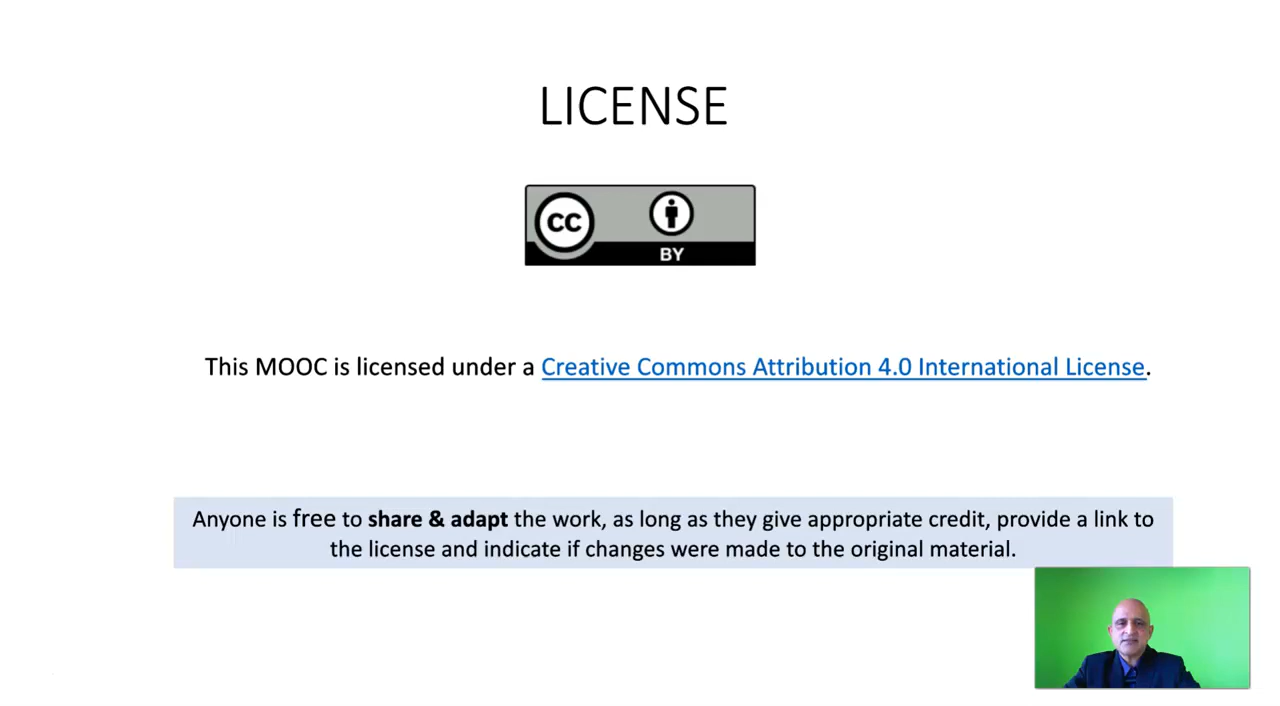 LICENSE
CC
BY
This MOOC is licensed under a Creative Commons Attribution 4.0 International License.
Anyone is free to share & adapt the work, as long as they give appropriate credit, provide a link to
the license and indicate if changes were made to the original material.